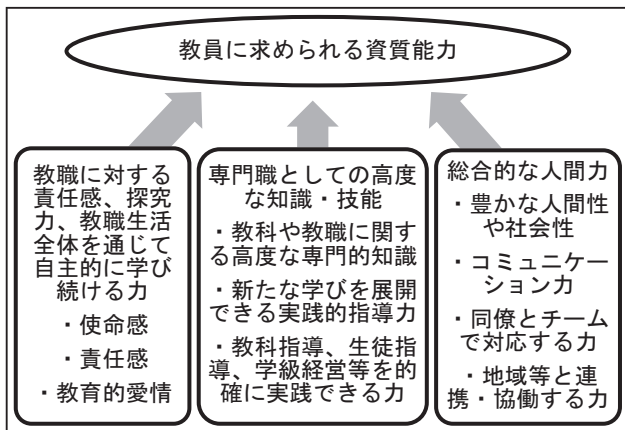 教員に求められる資質能力
教職に対する
責任感、探究
力、教職生活
全体を通じて
自主的に学び
続ける力
・使命感
・責任感
・教育的愛情
専門職としての高度
な知識・技能
・教科や教職に関す
る高度な専門的知識
・新たな学びを展開
できる実践的指導力
・教科指導、生徒指
導、学級経営等を的
確に実践できる力
総合的な人間力
・豊かな人間性
や社会性
・コミュニケー
ション力
・同僚とチーム
で対応する力
・地域等と連
携・協働する力